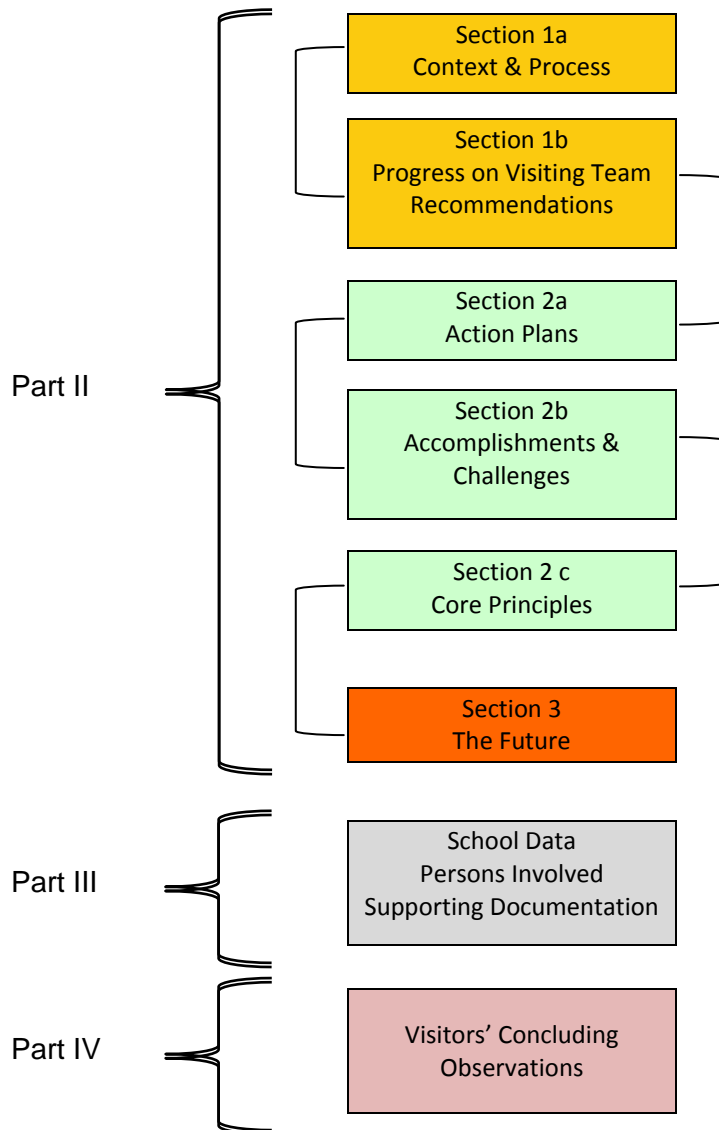 Section 1a
Context & Process
Section 1b
Progress on Visiting Team
Recommendations
Section 2a
Action Plans
Part II
Section 2b
Accomplishments &
Challenges
Section 2 c
Core Principles
Section 3
The Future
School Data
Part III
Persons Involved
Supporting Documentation
Part IV
Visitors’ Concluding
Observations